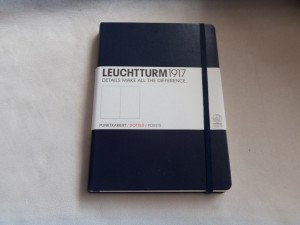 LEUCHTTURM1917
DETAILS MAKE ALL THE DIFFERENCE